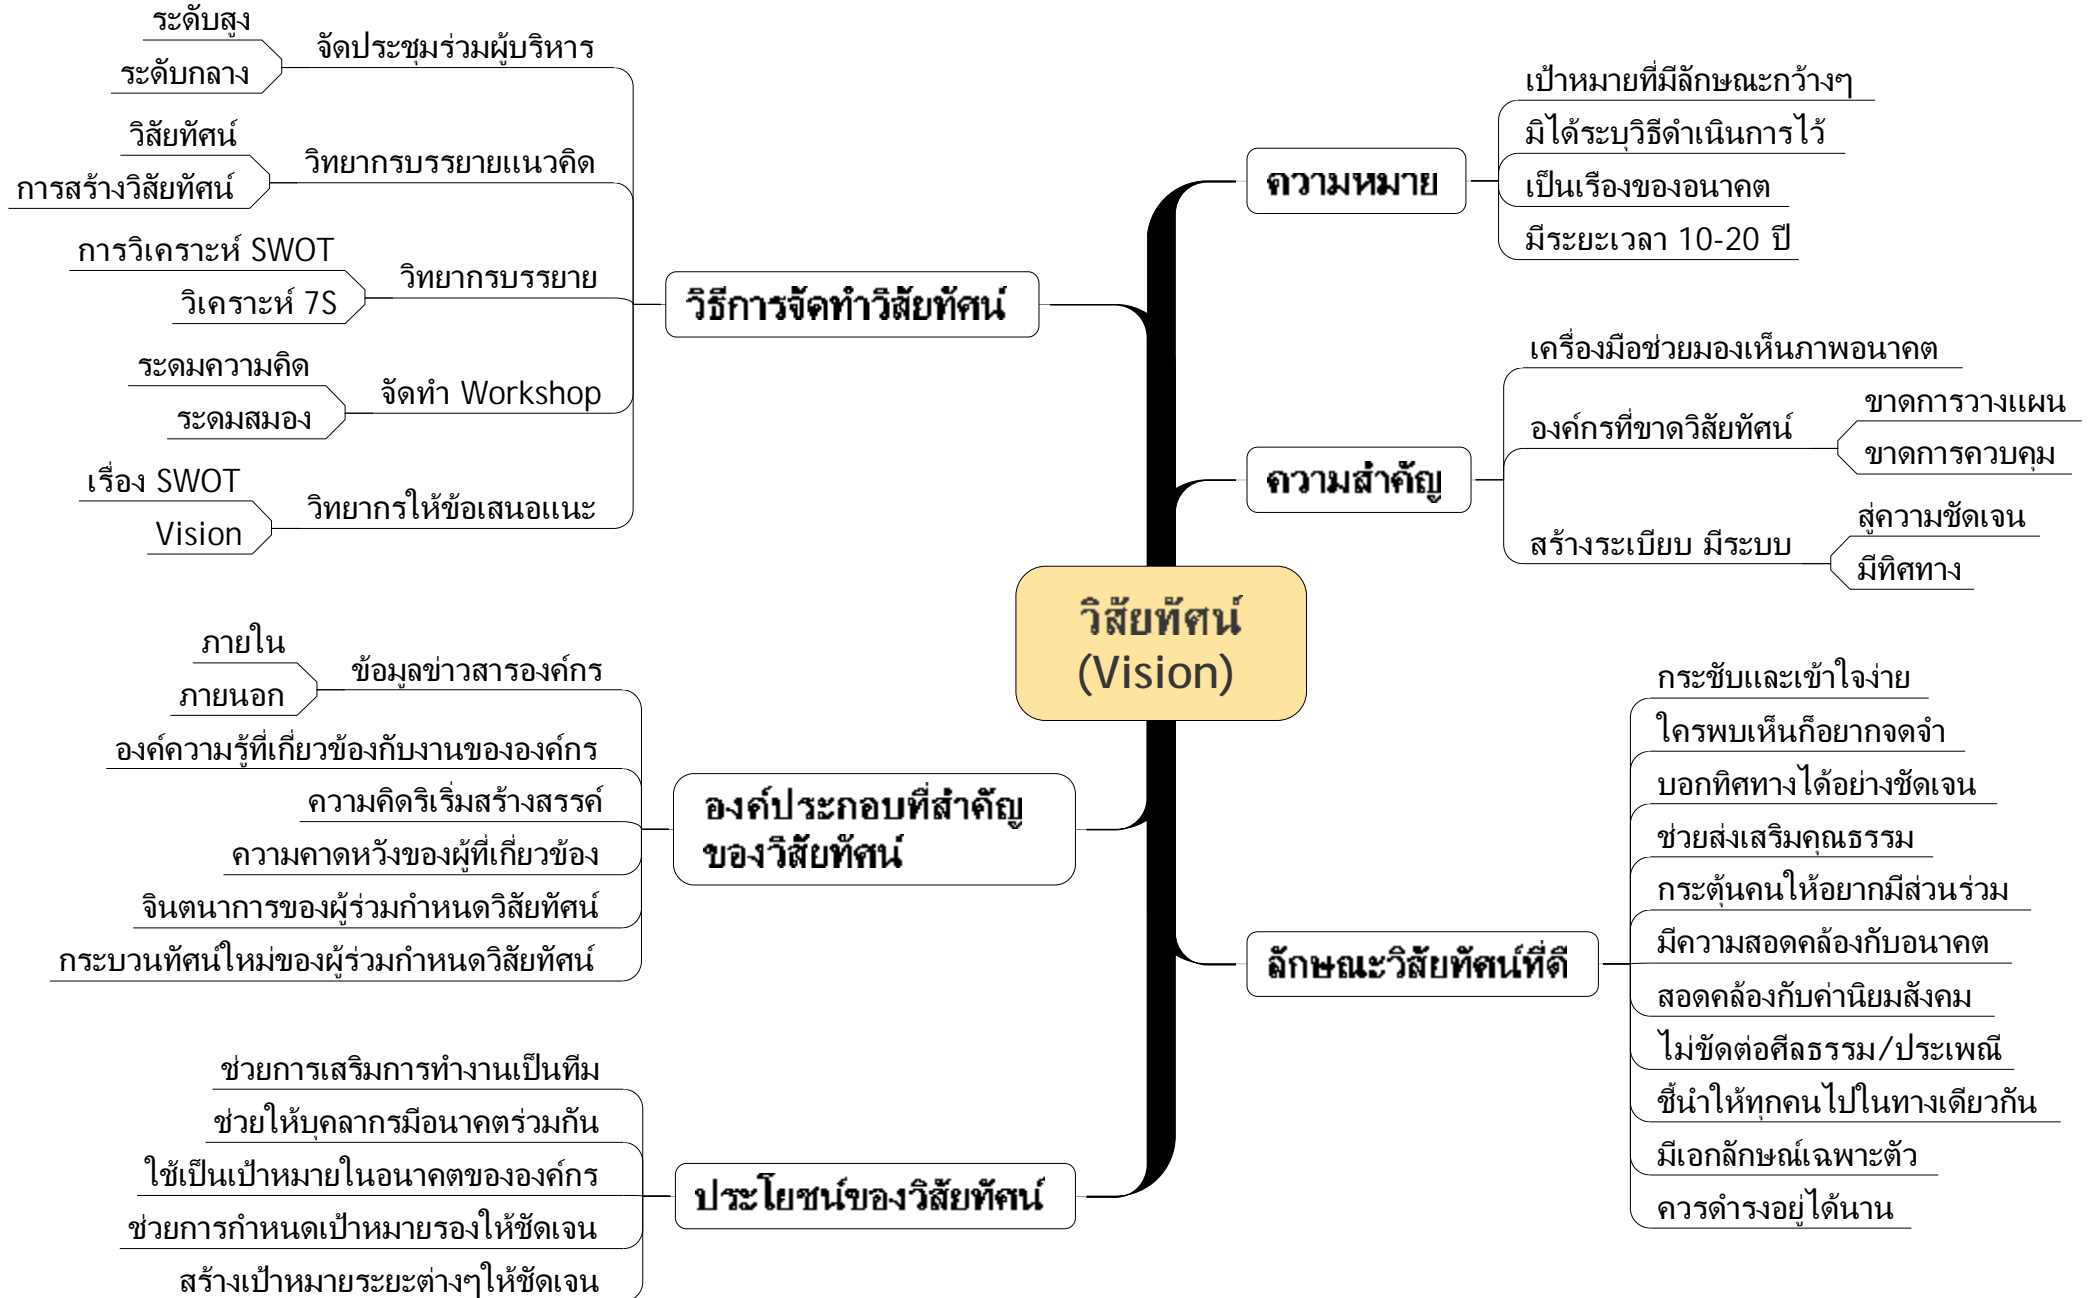 วิสัยทัศน์
(Vision)
ความหมาย
เป้าหมายที่มีลักษณะกว้างๆ
มิได้ระบุวิธีดำเนินการไว้
เป็นเรืองของอนาคต
มีระยะเวลา 10-20 ปี
ความสำคัญ
เครื่องมือช่วยมองเห็นภาพอนาคต
องค์กรที่ขาดวิสัยทัศน์
ขาดการวางแผน
ขาดการควบคุม
สร้างระเบียบ มีระบบ
สู่ความชัดเจน
มีทิศทาง
ลักษณะวิสัยทัศน์ที่ดี
กระชับและเข้าใจง่าย
ใครพบเห็นก็อยากจดจำ
บอกทิศทางได้อย่างชัดเจน
ช่วยส่งเสริมคุณธรรม
กระตุ้นคนให้อยากมีส่วนร่วม
มีความสอดคล้องกับอนาคต
สอดคล้องกับค่านิยมสังคม
ไม่ขัดต่อศีลธรรม/ประเพณี
ชี้นำให้ทุกคนไปในทางเดียวกัน
มีเอกลักษณ์เฉพาะตัว
ควรดำรงอยู่ได้นาน
วิธีการจัดทำวิสัยทัศน์
จัดประชุมร่วมผู้บริหาร
ระดับสูง
ระดับกลาง
วิทยากรบรรยายแนวคิด
วิสัยทัศน์
การสร้างวิสัยทัศน์
วิทยากรบรรยาย
การวิเคราะห์ SWOT
วิเคราะห์ 7S
จัดทำ Workshop
ระดมความคิด
ระดมสมอง
วิทยากรให้ข้อเสนอแนะ
เรื่อง SWOT
Vision
องค์ประกอบที่สำคัญ
ของวิสัยทัศน์
ข้อมูลข่าวสารองค์กร
ภายใน
ภายนอก
องค์ความรู้ที่เกี่ยวข้องกับงานขององค์กร
ความคิดริเริ่มสร้างสรรค์
ความคาดหวังของผู้ที่เกี่ยวข้อง
จินตนาการของผู้ร่วมกำหนดวิสัยทัศน์
กระบวนทัศน์ใหม่ของผู้ร่วมกำหนดวิสัยทัศน์
ประโยชน์ของวิสัยทัศน์
ช่วยการเสริมการทำงานเป็นทีม
ช่วยให้บุคลากรมีอนาคตร่วมกัน
ใช้เป็นเป้าหมายในอนาคตขององค์กร
ช่วยการกำหนดเป้าหมายรองให้ชัดเจน
สร้างเป้าหมายระยะต่างๆให้ชัดเจน